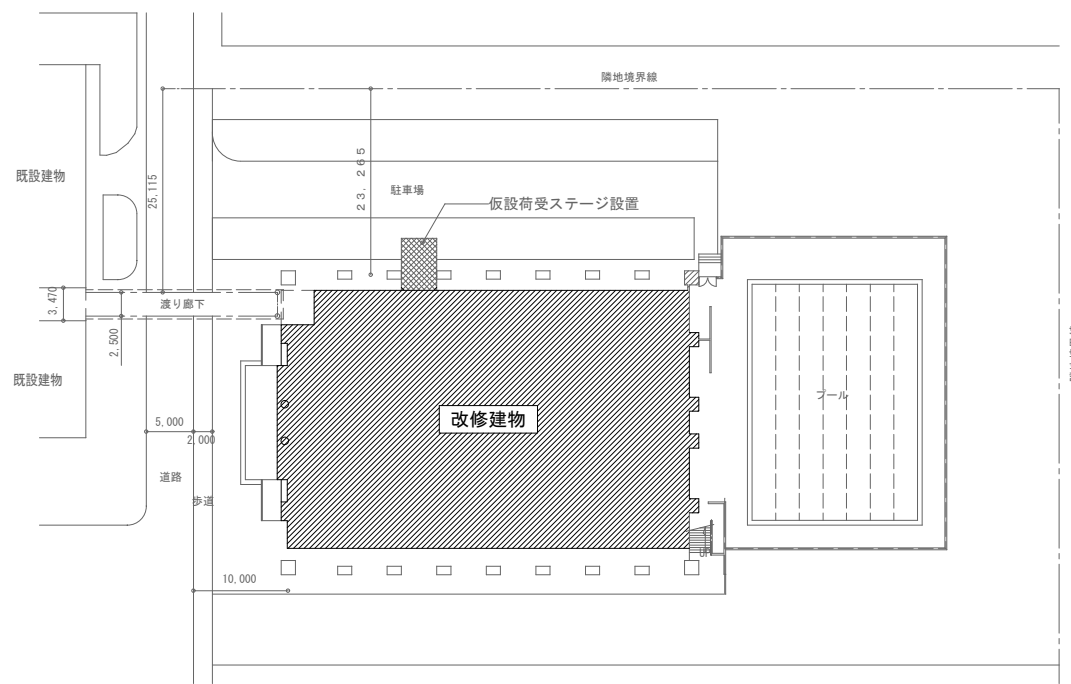 隣地境界線
既設建物
25,115
23,265
駐車場
仮設荷受ステージ設置
3,470
渡り廊下
2,500
既設建物
プール
改修建物
5,000
2,000
道路
歩道
10,000